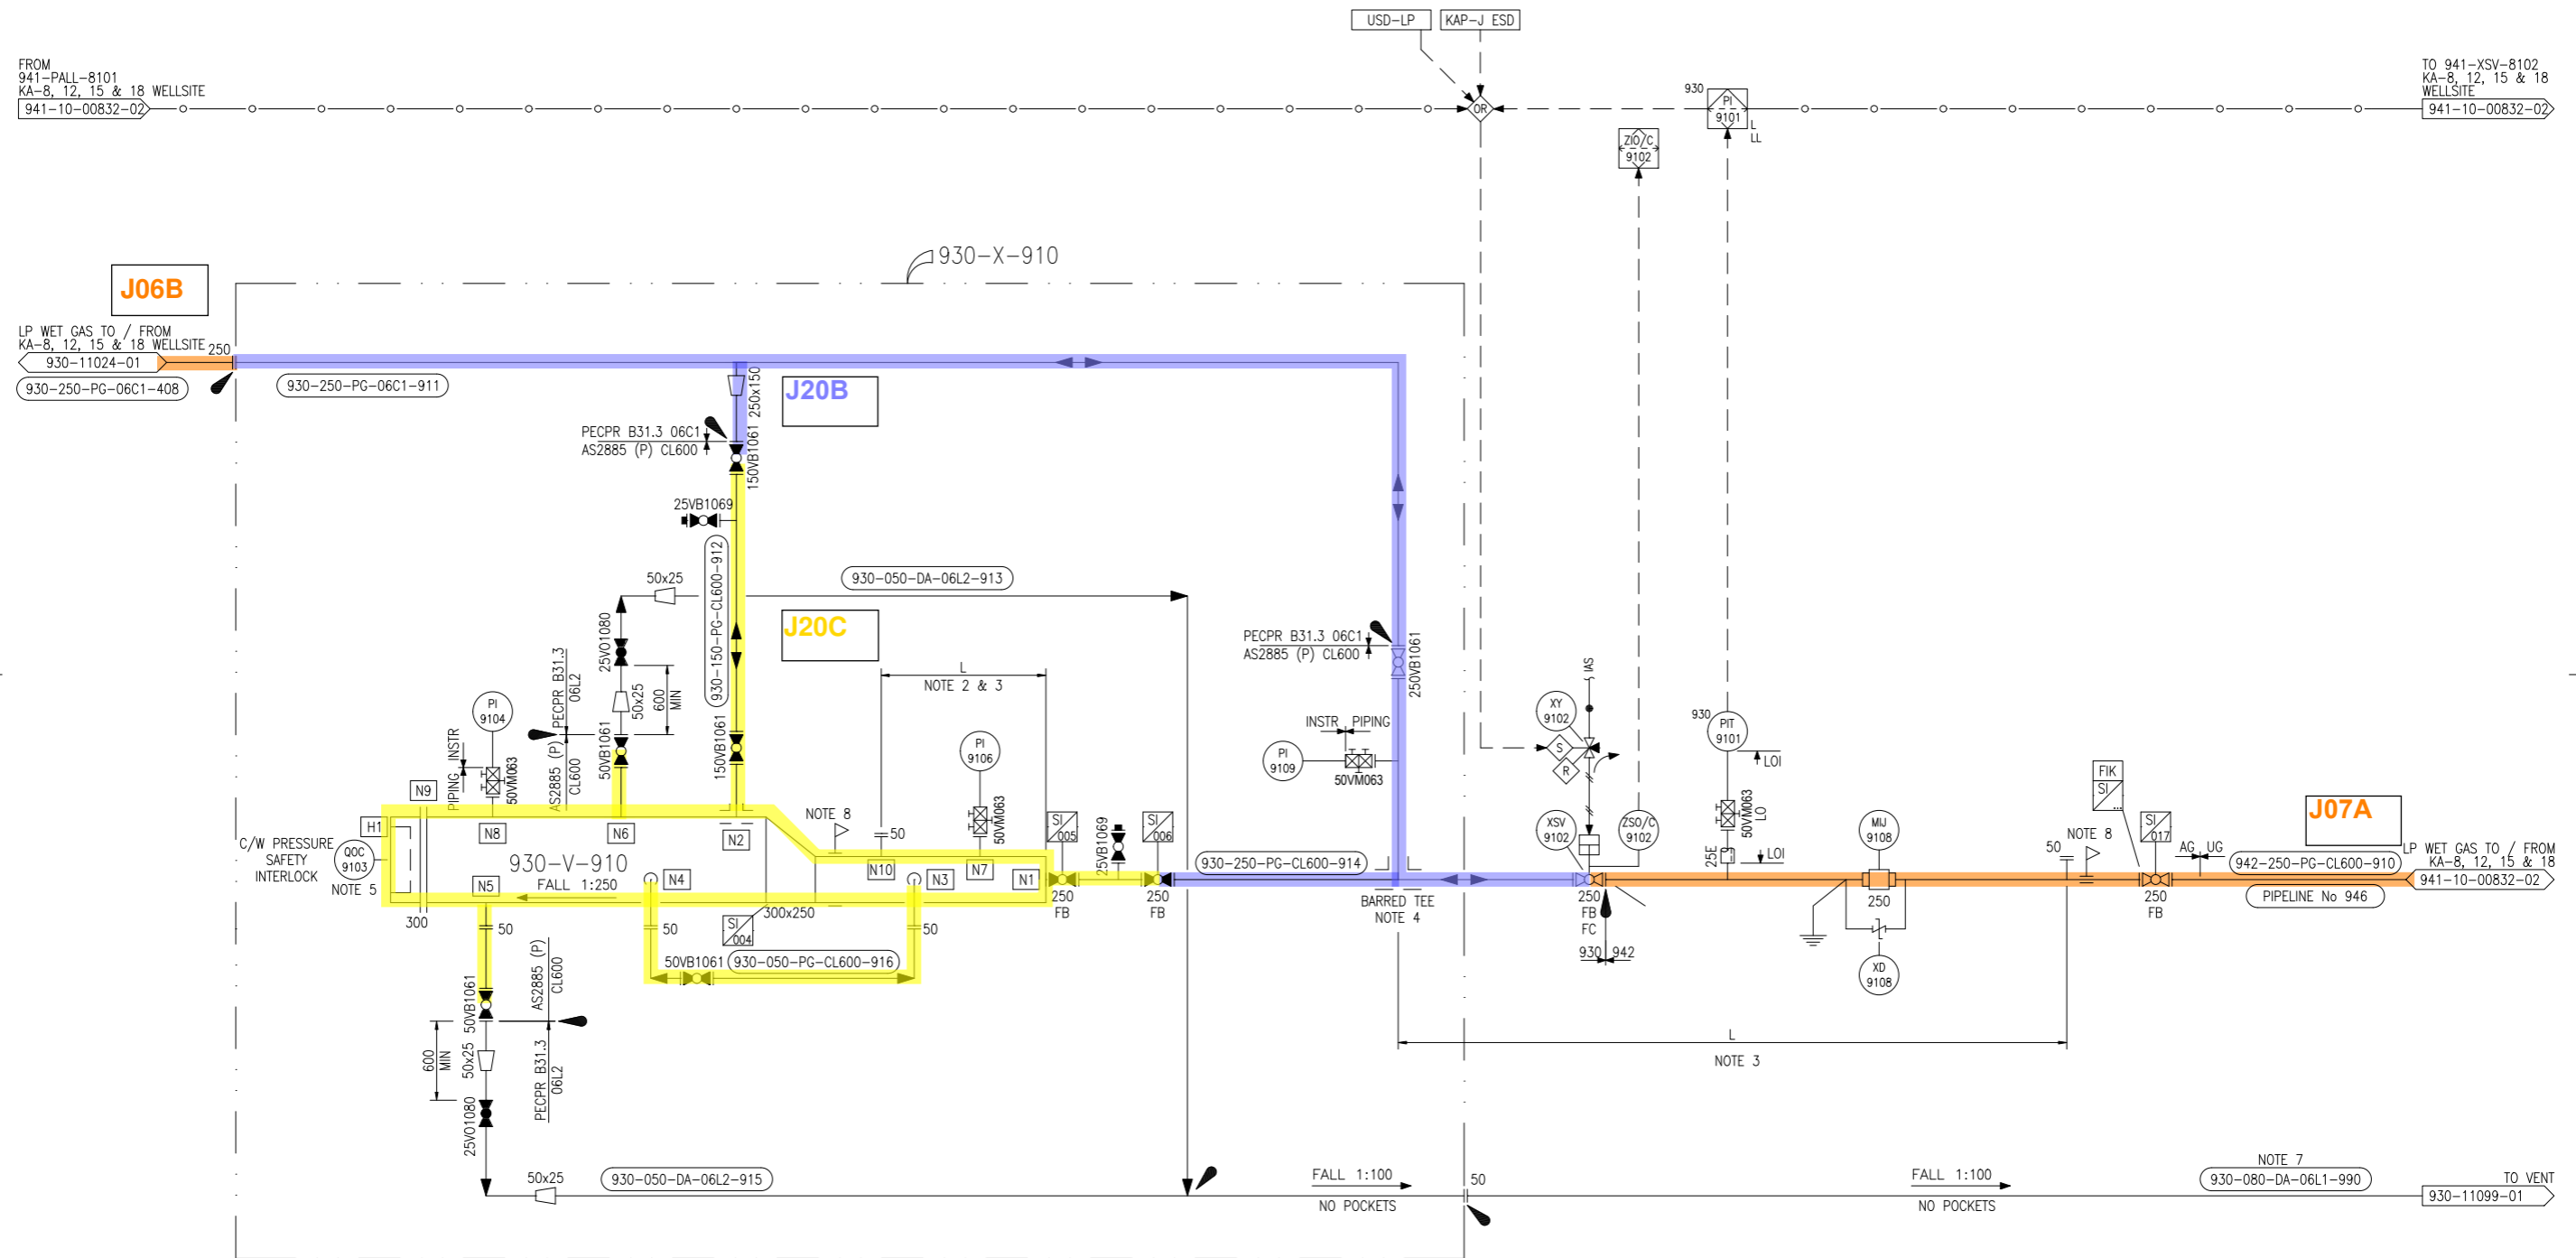 USD-LP
KAP-J ESD
FROM
941-PALL-8101
KA-8, 12, 15 & 18 WELLSITE
941-10-00832-02
OR
930
PI
9101
L
LL
TO 941-XSV-8102
KA-8, 12, 15 & 18
WELLSITE
941-10-00832-02
ZIO/C
9102
930-X-910
J06B
LP WET GAS TO / FROM
KA-8, 12, 15 & 18 WELLSITE
250
930-11024-01
930-250-PG-06C1-408
930-250-PG-06C1-911
250x150
J20B
PECPR B31.3 06C1
AS2885 (P) CL600
150VB1061
25VB1069
930-150-PG-CL600-912
50x25
930-050-DA-06L2-913
J20C
25V01080
PECPR B31.3
06L2
AS2885 (P)
CL600
50x25
600
MIN
50VB1061
150VB1061
L
NOTE 2 & 3
PECPR B31.3 06C1
AS2885 (P) CL600
250VB1061
INSTR PIPING
PI
9109
50VM063
PI
9104
PIPING INSTR
50VM063
PI
9106
50VM063
XY
9102
IAS
S
R
930
PIT
9101
LOI
50VM063
LO
25E
LOI
XSV
9102
ZSO/C
9102
MIJ
9108
FIK
SI
...
SI
017
J07A
N9
H1
C/W PRESSURE
SAFETY
INTERLOCK
QOC
9103
NOTE 5
N8
N6
N2
NOTE 8
50
N10
N7
N1
SI
005
25VB1069
SI
006
930-V-910
FALL 1:250
N5
N4
N3
300x250
SI
004
300
50
50
50
250
FB
250
FB
930-250-PG-CL600-914
BARRED TEE
NOTE 4
250
FB
FC
930 942
250
XD
9108
50
NOTE 8
250
FB
AG UG
942-250-PG-CL600-910
PIPELINE No 946
LP WET GAS TO / FROM
KA-8, 12, 15 & 18
941-10-00832-02
50VB1061
930-050-PG-CL600-916
50VB1061
AS2885 (P)
CL600
PECPR B31.3
06L2
600
MIN
50x25
25V01080
L
NOTE 3
50x25
930-050-DA-06L2-915
FALL 1:100
NO POCKETS
50
FALL 1:100
NO POCKETS
NOTE 7
930-080-DA-06L1-990
TO VENT
930-11099-01